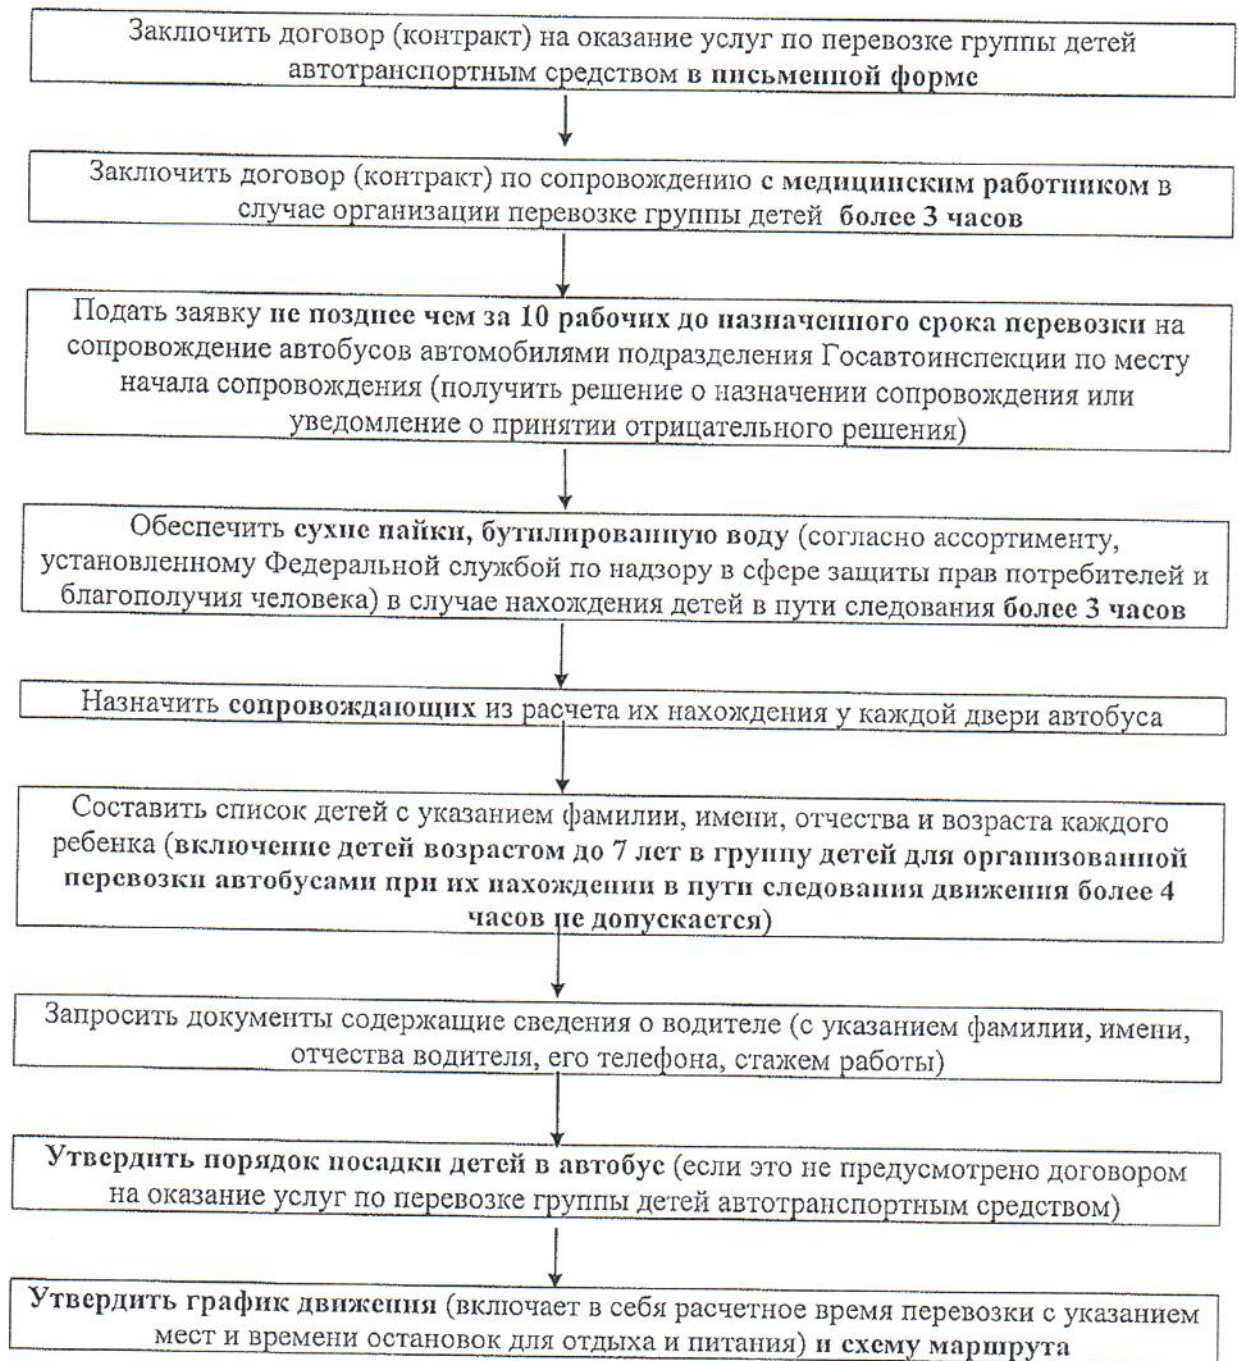 Заключить договор (контракт) на оказание услуг по перевозке группы детей
автотранспортным средством в письменной форме
Заключить договор (контракт) по сопровождению с медицинским работником в
случае организации перевозке группы детей более 3 часов
Подать заявку не позднее чем за 10 рабочих до назначенного срока перевозки на
сопровождение автобусов автомобилями подразделения Госавтоинспекции по месту
начала сопровождения (получить решение о назначении сопровождения или
уведомление о принятии отрицательного решения)
Обеспечить сухие пайки, бутилированную воду (согласно ассортименту,
установленному Федеральной службой по надзору в сфере защиты прав потребителей и
благополучия человека) в случае нахождения детей в пути следования более 3 часов
Назначить сопровождающих из расчета их нахождения у каждой двери автобуса
Составить список детей с указанием фамилии, имени, отчества и возраста каждого
ребенка (включение детей возрастом до 7 лет в группу детей для организованной
перевозки автобусами при их нахождении в пути следования движения более 4
часов не допускается)
Запросить документы содержащие сведения о водителе (с указанием фамилии, имени,
отчества водителя, его телефона, стажем работы)
Утвердить порядок посадки детей в автобус (если это не предусмотрено договором
на оказание услуг по перевозке группы детей автотранспортным средством)
Утвердить график движения (включает в себя расчетное время перевозки с указанием
мест и времени остановок для отдыха и питания) и схему маршрута